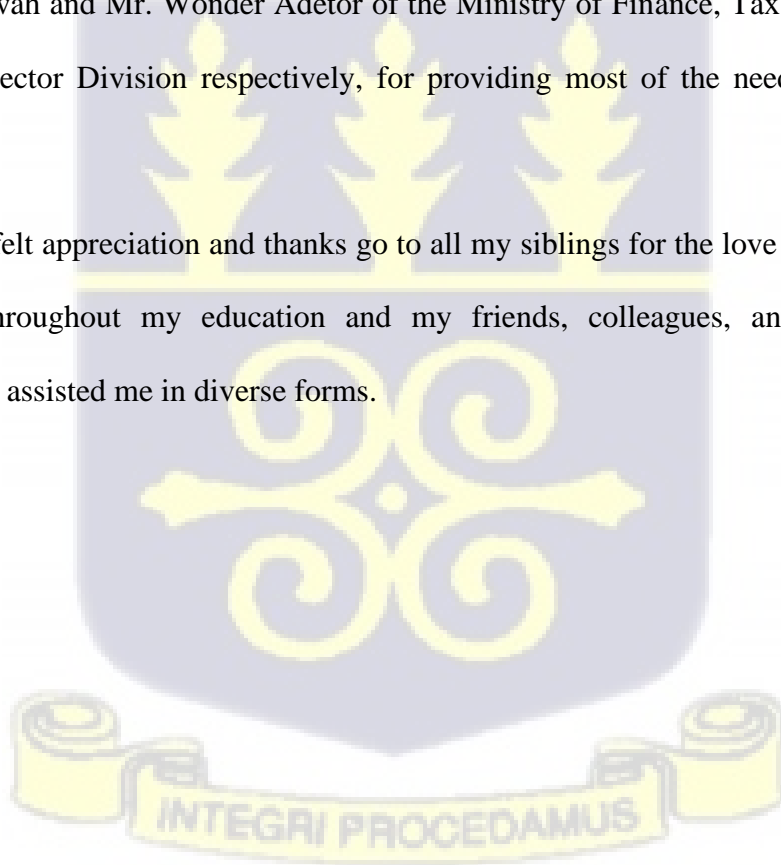 wah and Mr. Wonder Adetor of the Ministry of Finance, Tax
ector Division respectively, for providing most of the need
felt appreciation and thanks go to all my siblings for the love
hroughout my education and my friends, colleagues, an
assisted me in diverse forms.
INTEGRI PROCEDAMUS